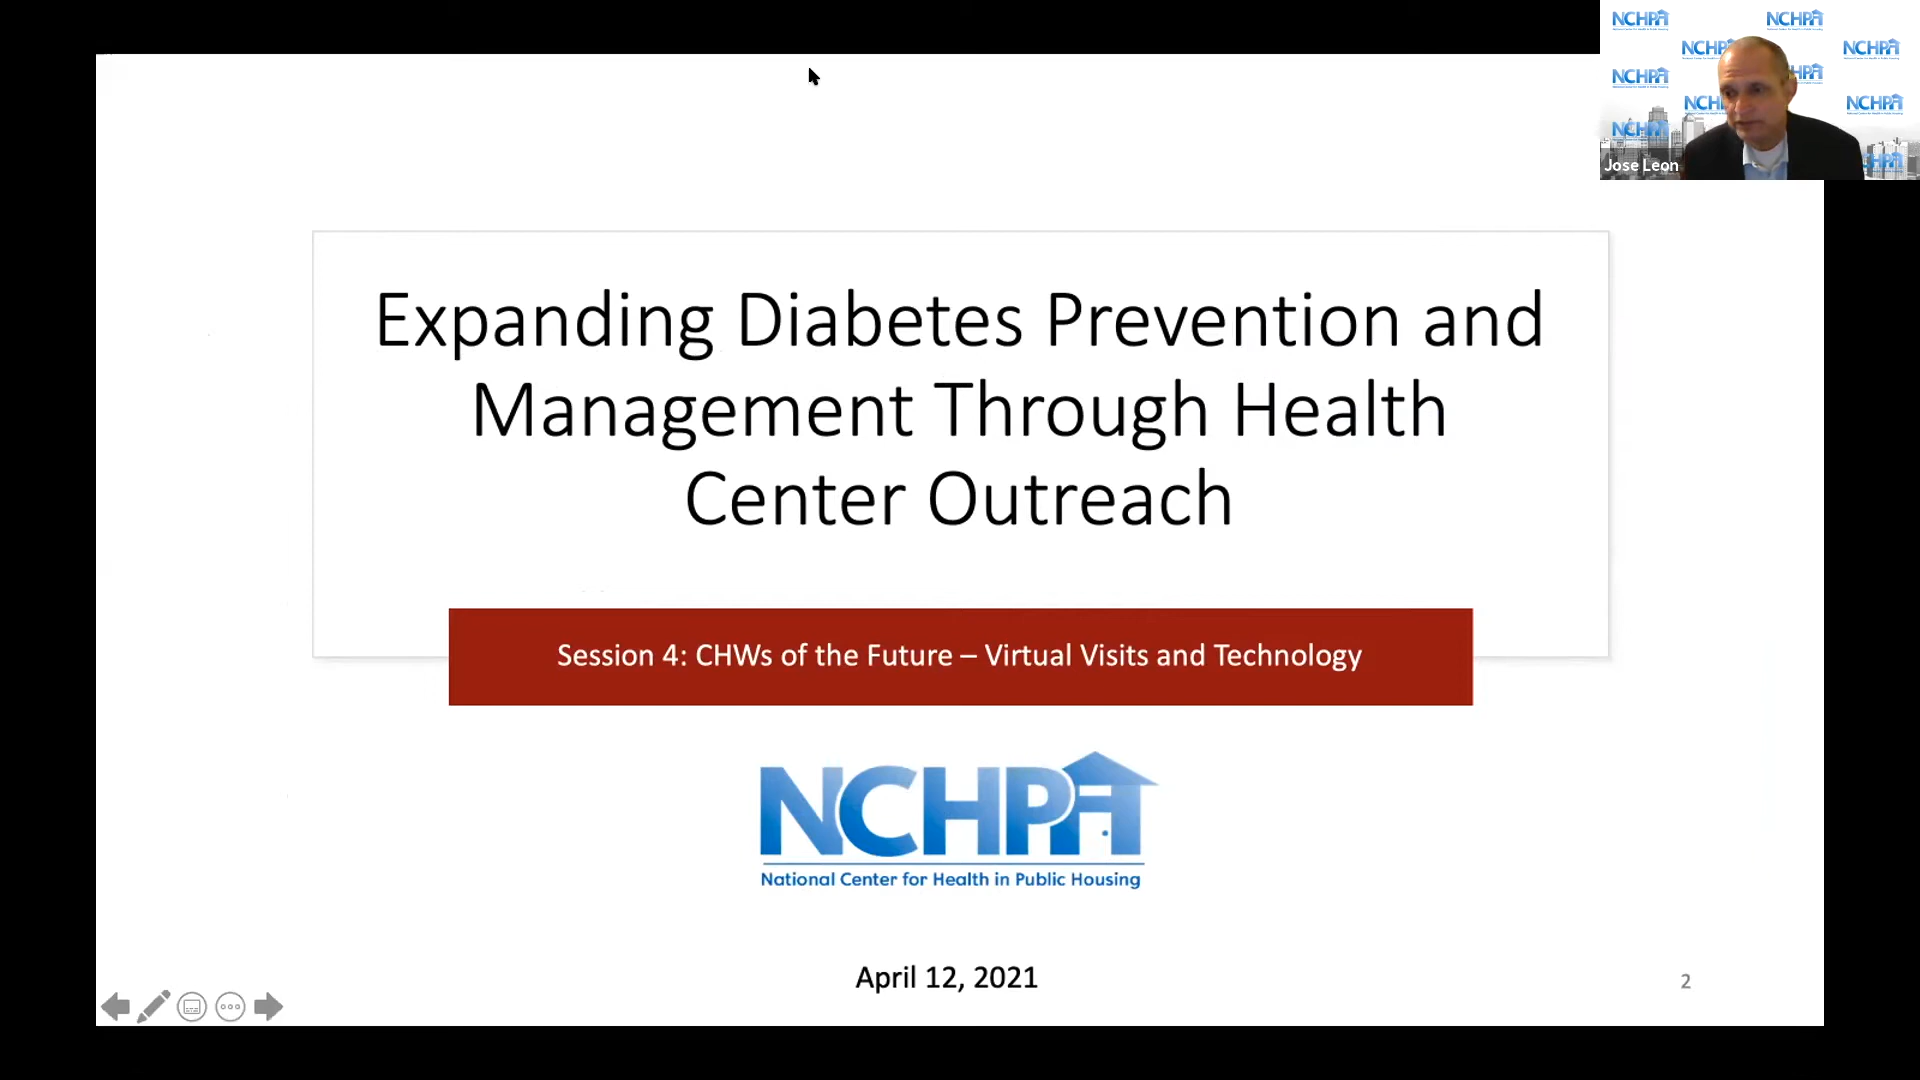 Expanding Diabetes Prevention and
Management Through Health
Center Outreach
Session 4: CHWs of the Future – Virtual Visits and Technology
NCHPH
National Center for Health in Public Housing
April 12, 2021
2
Jose Leon